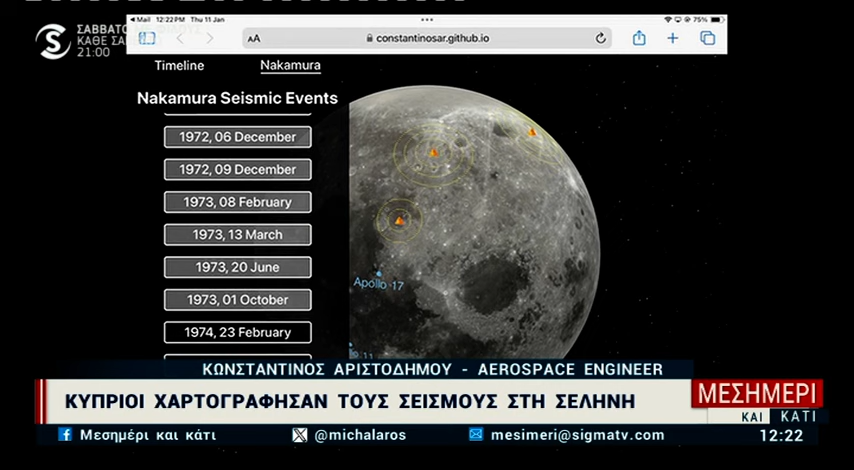 Mail 12:22 PM Thu 11 Jan
75%
ΣΑΒΒΑΤΟ
ΚΑΘΕ ΣΑ
21:00
AA
constantinosar.github.io
Timeline
Nakamura
Nakamura Seismic Events
1972, 06 December
1972, 09 December
1973, 08 February
1973, 13 March
1973, 20 June
1973, 01 October
1974, 23 February
Apollo 17
ΚΩΝΣΤΑΝΤΙΝΟΣ ΑΡΙΣΤΟΔΗΜΟΥ - AEROSPACE ENGINEER
ΚΥΠΡΙΟΙ ΧΑΡΤΟΓΡΑΦΗΣΑΝ ΤΟΥΣ ΣΕΙΣΜΟΥΣ ΣΤΗ ΣΕΛΗΝΗ
ΜΕΣΗΜΕΡΙ
ΚΑΙ ΚΑΤΙ
Μεσημέρι και κάτι
@michalaros
mesimeri@sigmatv.com
12:22